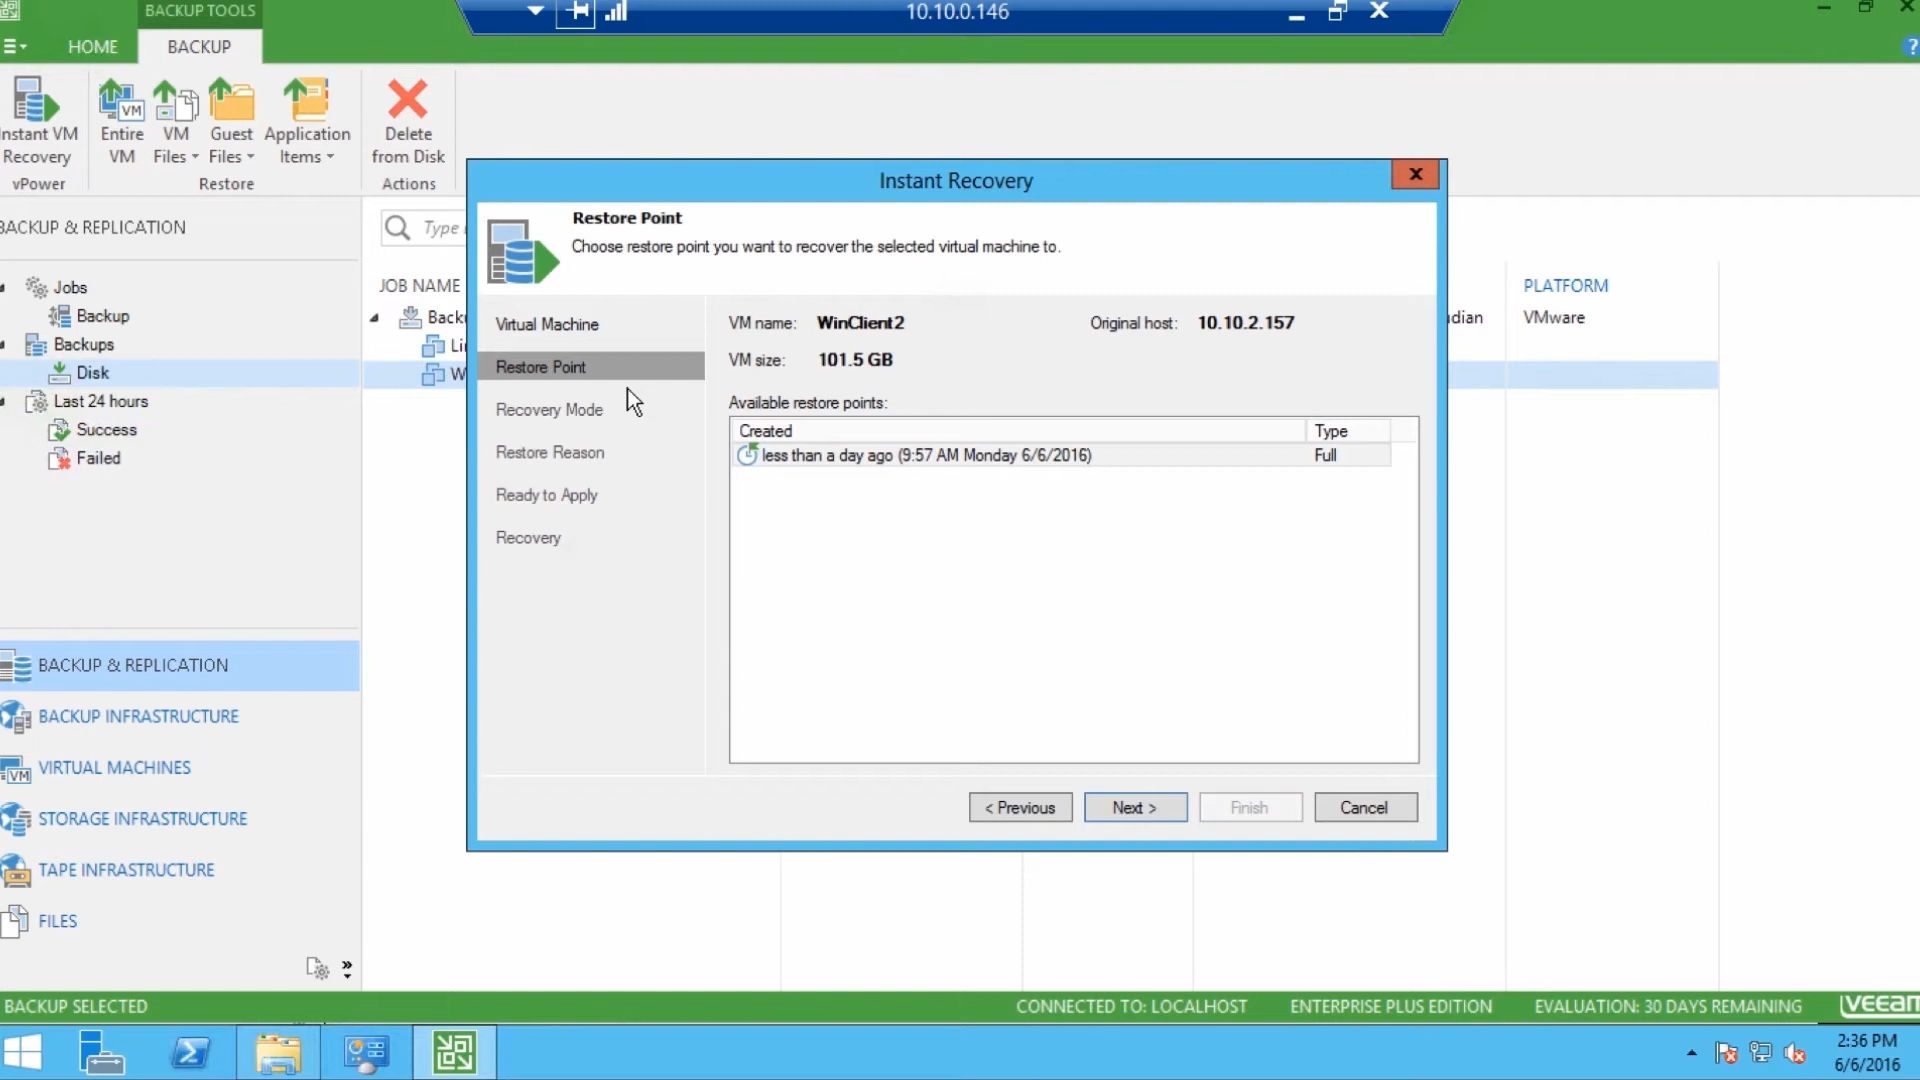 BACKUP TOOLS
10.10.0.146
HOME
BACKUP
?
Instant VM
Recovery
Entire
VM
VM
Files
Guest
Files
Application
Items
Delete
from Disk
vPower
Restore
Actions
BACKUP & REPLICATION
Type
JOB NAME
PLATFORM
Jobs
Backup
Backups
Disk
Last 24 hours
Success
Failed
VMware
Instant Recovery
Restore Point
Choose restore point you want to recover the selected virtual machine to.
Virtual Machine
Restore Point
Recovery Mode
Restore Reason
Ready to Apply
Recovery
VM name: WinClient2
Original host: 10.10.2.157
VM size: 101.5 GB
Available restore points:
Created Type
less than a day ago (9:57 AM Monday 6/6/2016) Full
< Previous
Next >
Finish
Cancel
BACKUP & REPLICATION
BACKUP INFRASTRUCTURE
VIRTUAL MACHINES
STORAGE INFRASTRUCTURE
TAPE INFRASTRUCTURE
FILES
BACKUP SELECTED
CONNECTED TO: LOCALHOST
ENTERPRISE PLUS EDITION
EVALUATION: 30 DAYS REMAINING
veeam
2:36 PM
6/6/2016